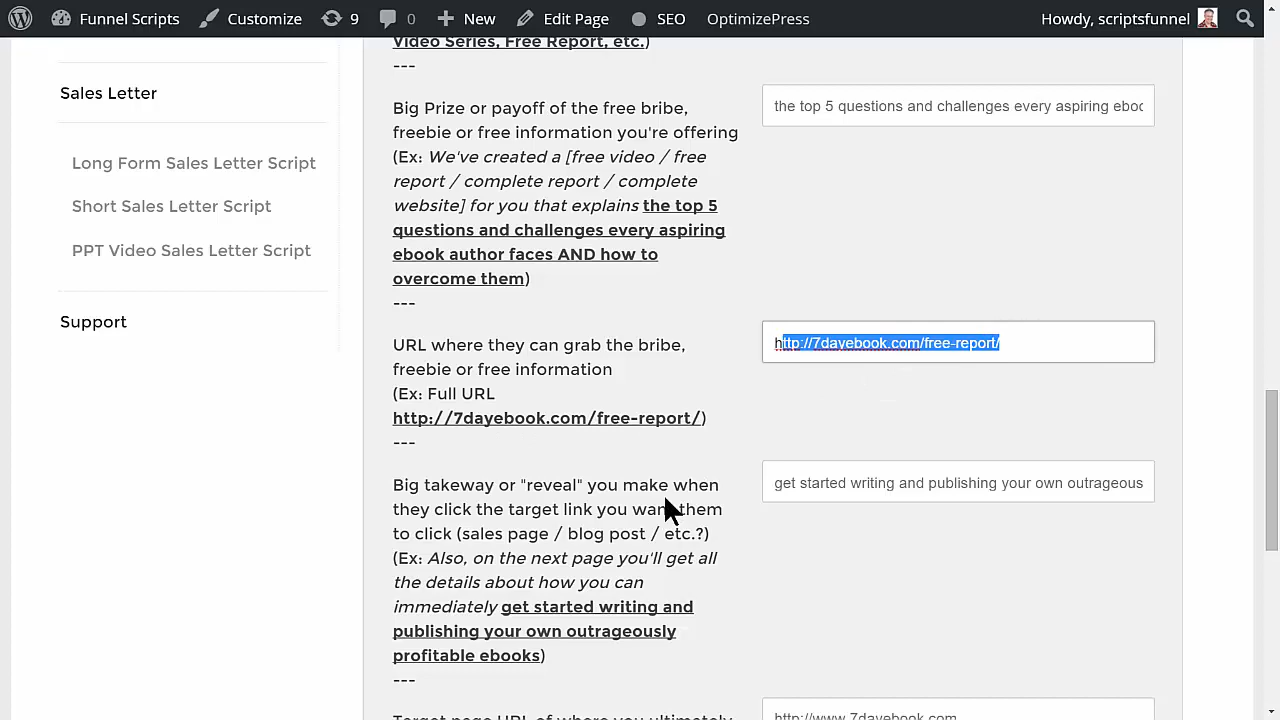 Funnel Scripts Customize 9 0 New Edit Page SEO OptimizePress Howdy, scriptsfunnel
Sales Letter
Long Form Sales Letter Script
Short Sales Letter Script
PPT Video Sales Letter Script
Support
Video Series, Free Report, etc.)
---
Big Prize or payoff of the free bribe,
freebie or free information you're offering
(Ex: We've created a [free video / free
report / complete report / complete
website] for you that explains the top 5
questions and challenges every aspiring
ebook author faces AND how to
overcome them)
---
the top 5 questions and challenges every aspiring eboo
URL where they can grab the bribe,
freebie or free information
(Ex: Full URL
http://7dayebook.com/free-report/)
---
http://7dayebook.com/free-report/
Big takeway or "reveal" you make when
they click the target link you want them
to click (sales page / blog post / etc.?)
(Ex: Also, on the next page you'll get all
the details about how you can
immediately get started writing and
publishing your own outrageously
profitable ebooks)
---
get started writing and publishing your own outrageous
Target page URL of where you ultimately
http://www.7dayebook.com